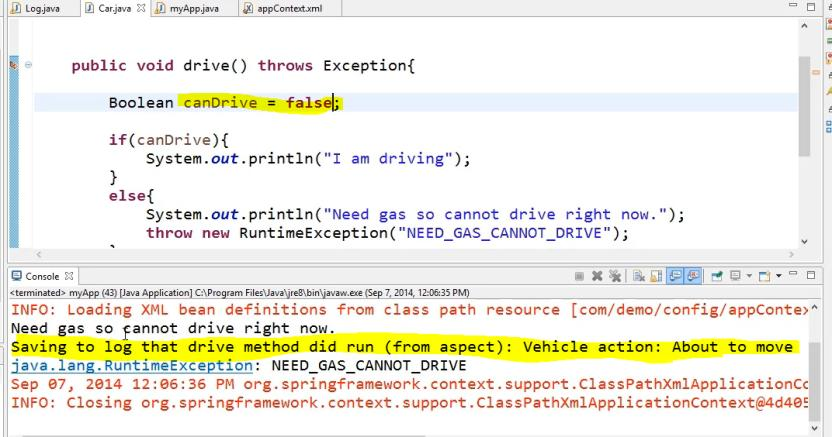 Log.java
Car.java
myApp.java
appContext.xml
public void drive() throws Exception{
Boolean canDrive = false;
if(canDrive){
System.out.println("I am driving");
}
else{
System.out.println("Need gas so cannot drive right now.");
throw new RuntimeException("NEED_GAS_CANNOT_DRIVE");
Console
<terminated> myApp (43) [Java Application] C:\Program Files\Java\jre8\bin\javaw.exe (Sep 7, 2014, 12:06:35 PM)
INFO: Loading XML bean definitions from class path resource [com/demo/config/appContex
Need gas so cannot drive right now.
Saving to log that drive method did run (from aspect): Vehicle action: About to move
java.lang.RuntimeException: NEED_GAS_CANNOT_DRIVE
Sep 07, 2014 12:06:36 PM org.springframework.context.support.ClassPathXmlApplicationCo
INFO: Closing org.springframework.context.support.ClassPathXmlApplicationContext@4d405